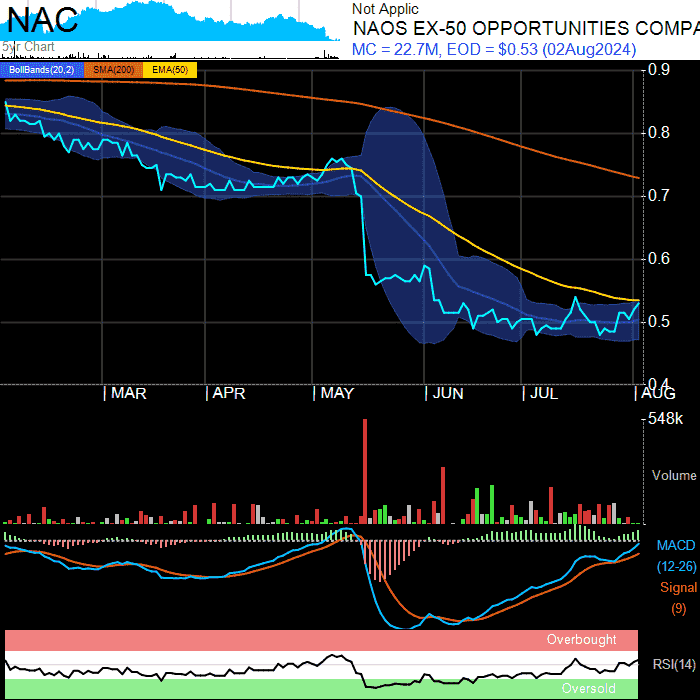 NAC
5yr Chart
Not Applic
NAOS EX-50 OPPORTUNITIES COMPA
MC = 22.7M, EOD = $0.53 (02Aug2024)
BollBands(20,2) SMA(200) EMA(50)
0.9
0.8
0.7
0.6
0.5
0.4
MAR APR MAY JUN JUL AUG
548k
Volume
MACD
(12-26)
Signal
(9)
Overbought
RSI(14)
Oversold